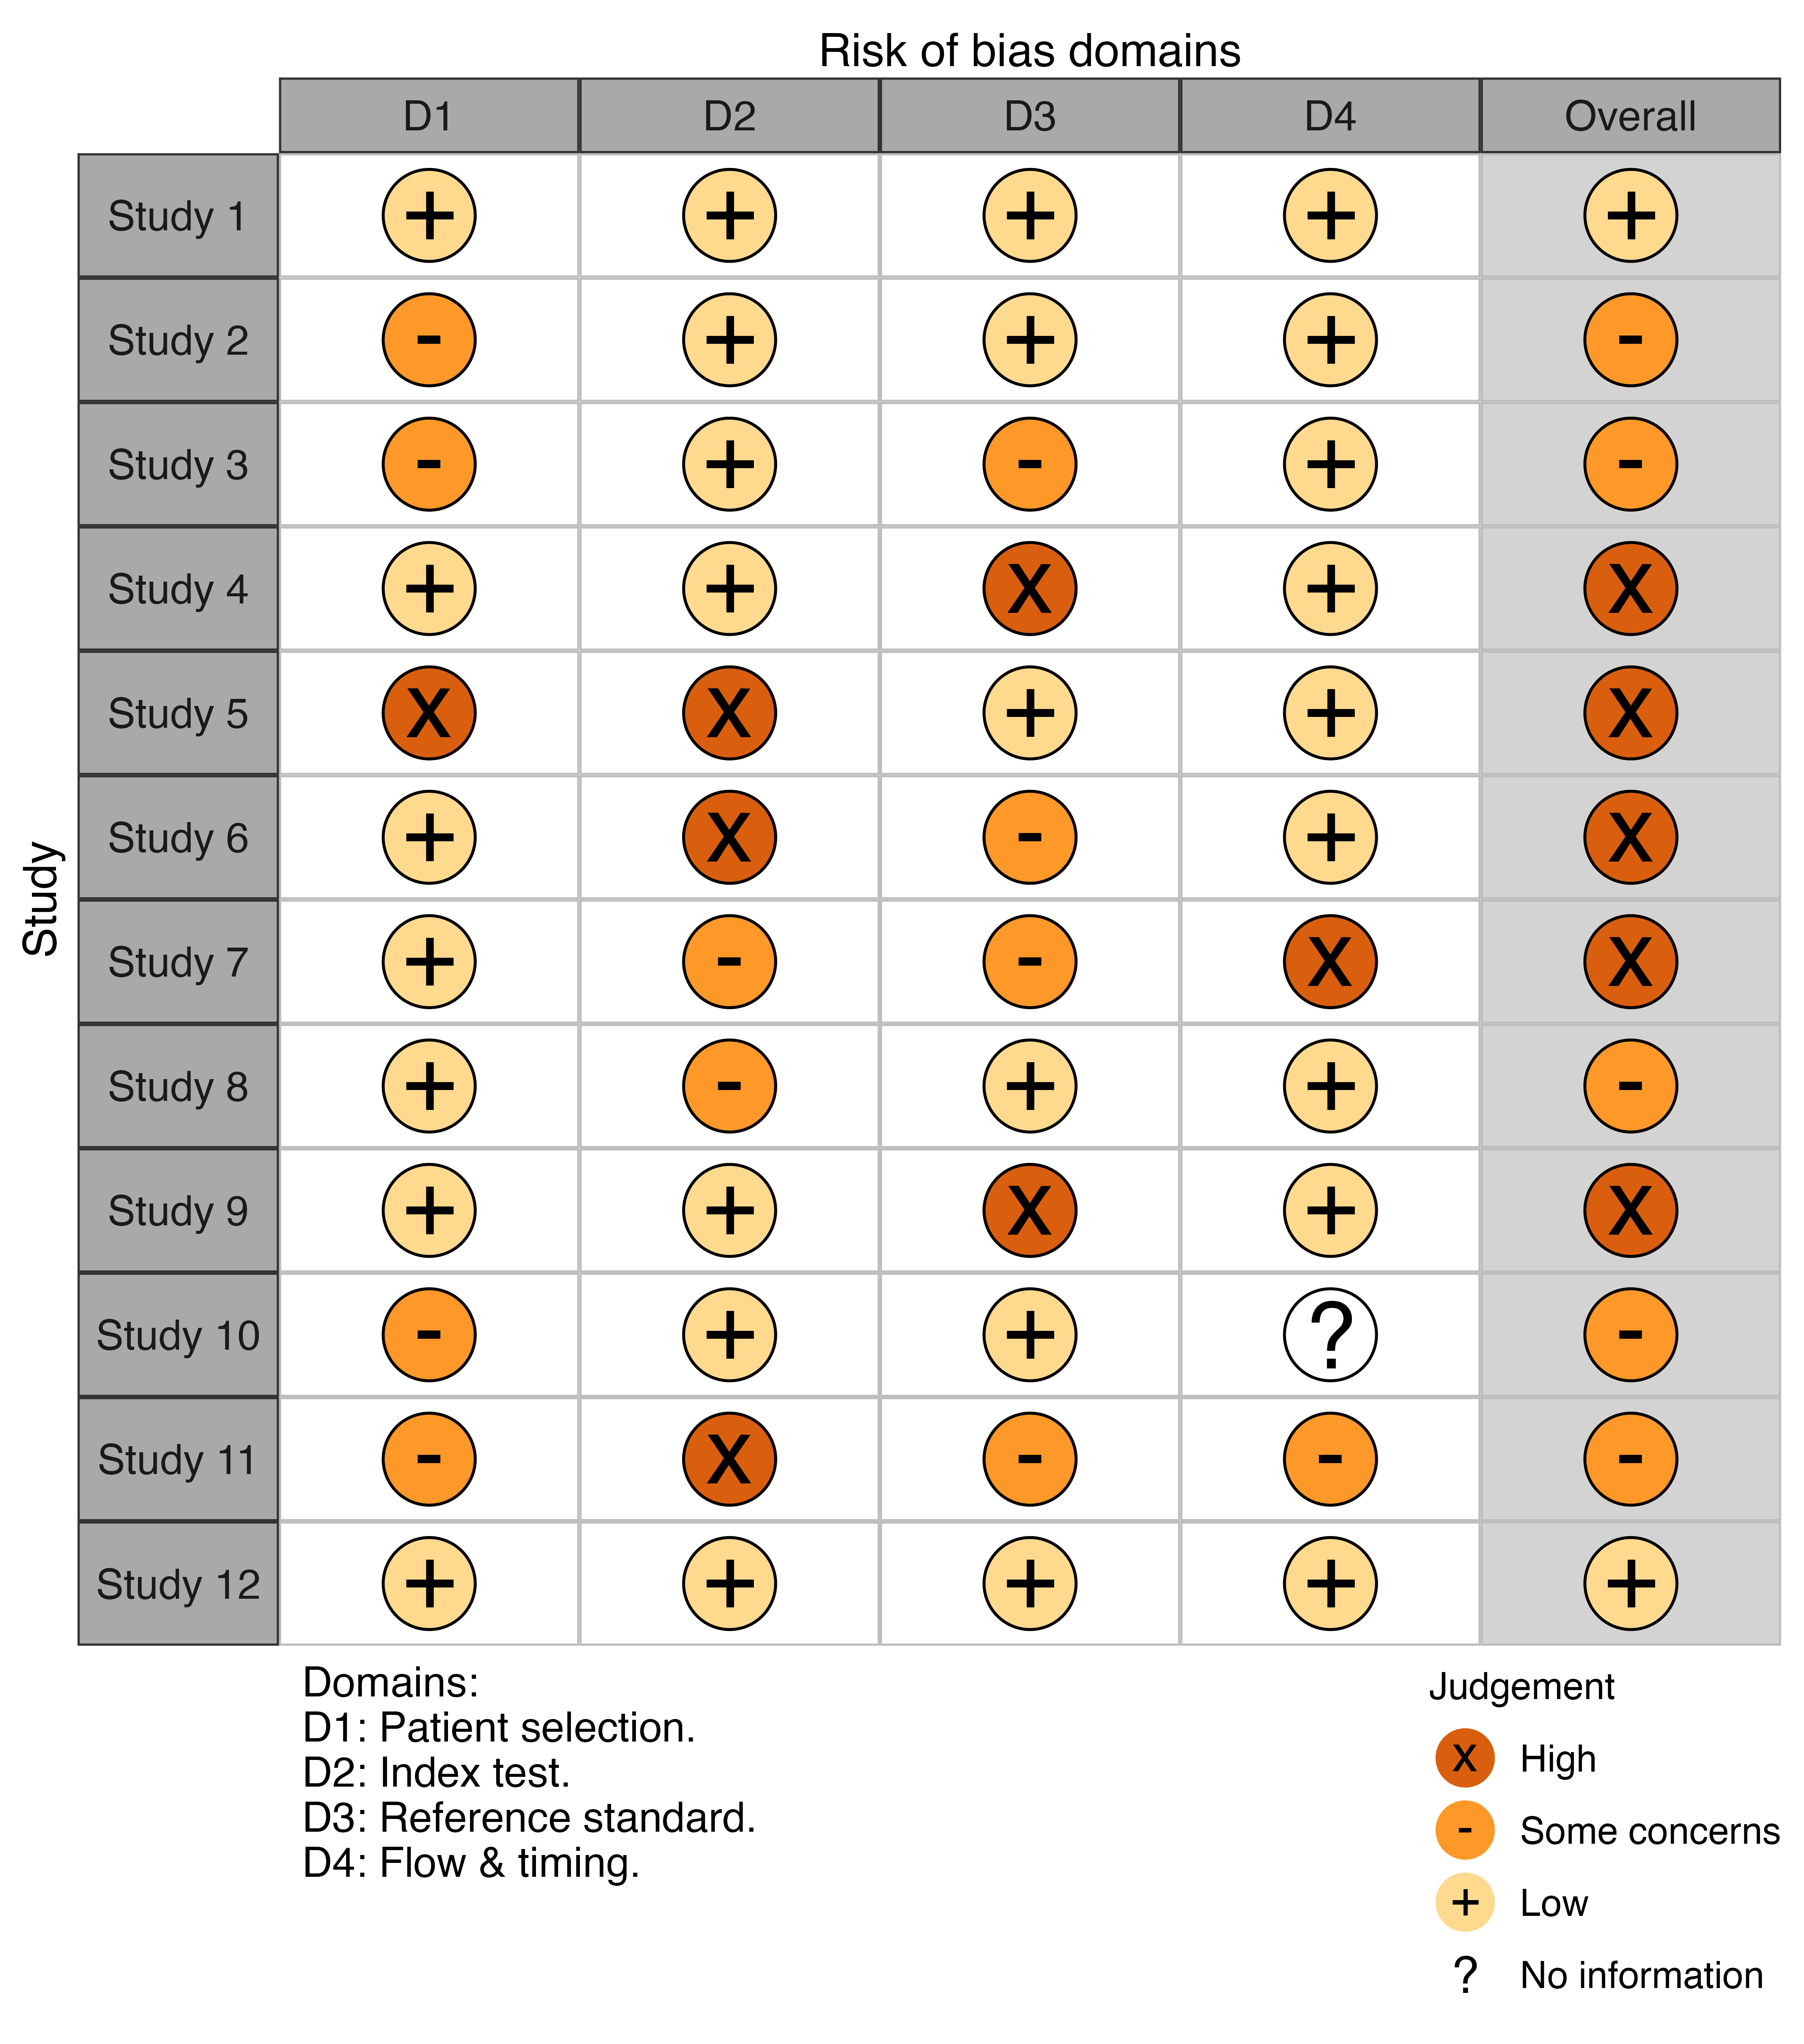 Risk of bias domains
D1 D2 D3 D4 Overall
Study 1 + + + + +
Study 2 - + + + -
Study 3 - + - + -
Study 4 + + X + X
Study 5 X X + + X
Study 6 + X - + X
Study 7 + - - X X
Study 8 + - + + -
Study 9 + + X + X
Study 10 - + + ? -
Study 11 - X - - -
Study 12 + + + + +
Study
Domains:
D1: Patient selection.
D2: Index test.
D3: Reference standard.
D4: Flow & timing.
Judgement
X High
- Some concerns
+ Low
? No information